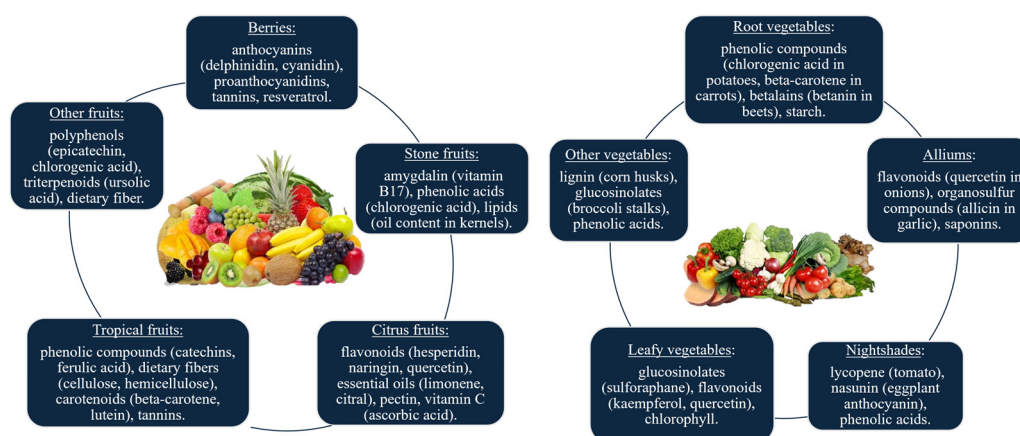 Berries:
anthocyanins
(delphinidin, cyanidin),
proanthocyanidins,
tannins, resveratrol.
Other fruits:
polyphenols
(epicatechin,
chlorogenic acid),
triterpenoids (ursolic
acid), dietary fiber.
Stone fruits:
amygdalin (vitamin
B17), phenolic acids
(chlorogenic acid), lipids
(oil content in kernels).
Tropical fruits:
phenolic compounds (catechins,
ferulic acid), dietary fibers
(cellulose, hemicellulose),
carotenoids (beta-carotene,
lutein), tannins.
Citrus fruits:
flavonoids (hesperidin,
naringin, quercetin),
essential oils (limonene,
citral), pectin, vitamin C
(ascorbic acid).
Root vegetables:
phenolic compounds
(chlorogenic acid in
potatoes, beta-carotene in
carrots), betalains (betanin in
beets), starch.
Other vegetables:
lignin (corn husks),
glucosinolates
(broccoli stalks),
phenolic acids.
Alliums:
flavonoids (quercetin in
onions), organosulfur
compounds (allicin in
garlic), saponins.
Leafy vegetables:
glucosinolates
(sulforaphane), flavonoids
(kaempferol, quercetin),
chlorophyll.
Nightshades:
lycopene (tomato),
nasunin (eggplant
anthocyanin),
phenolic acids.